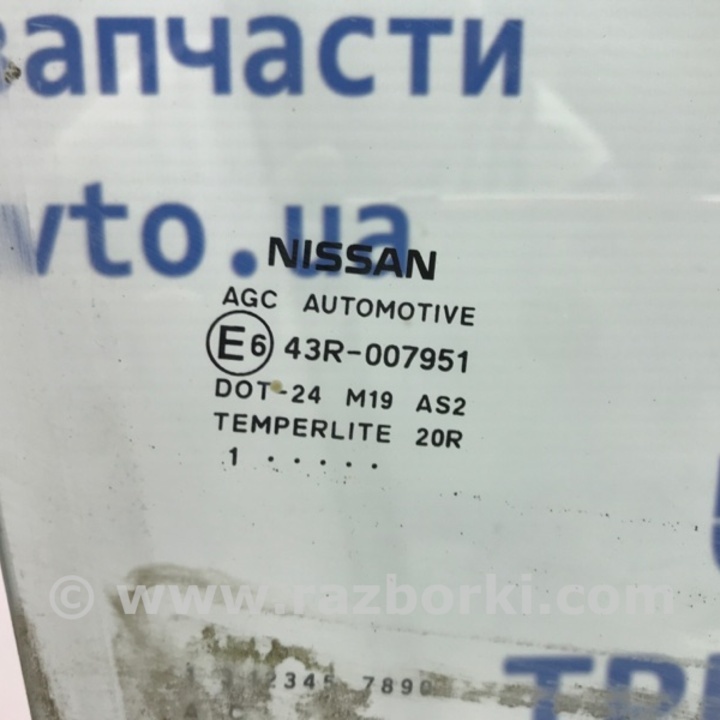 запчасти
vto.ua
NISSAN
AGC AUTOMOTIVE
E6 43R-007951
DOT-24 M19 AS2
TEMPERLITE 20R
1 . . . . .
© www.razborki.com